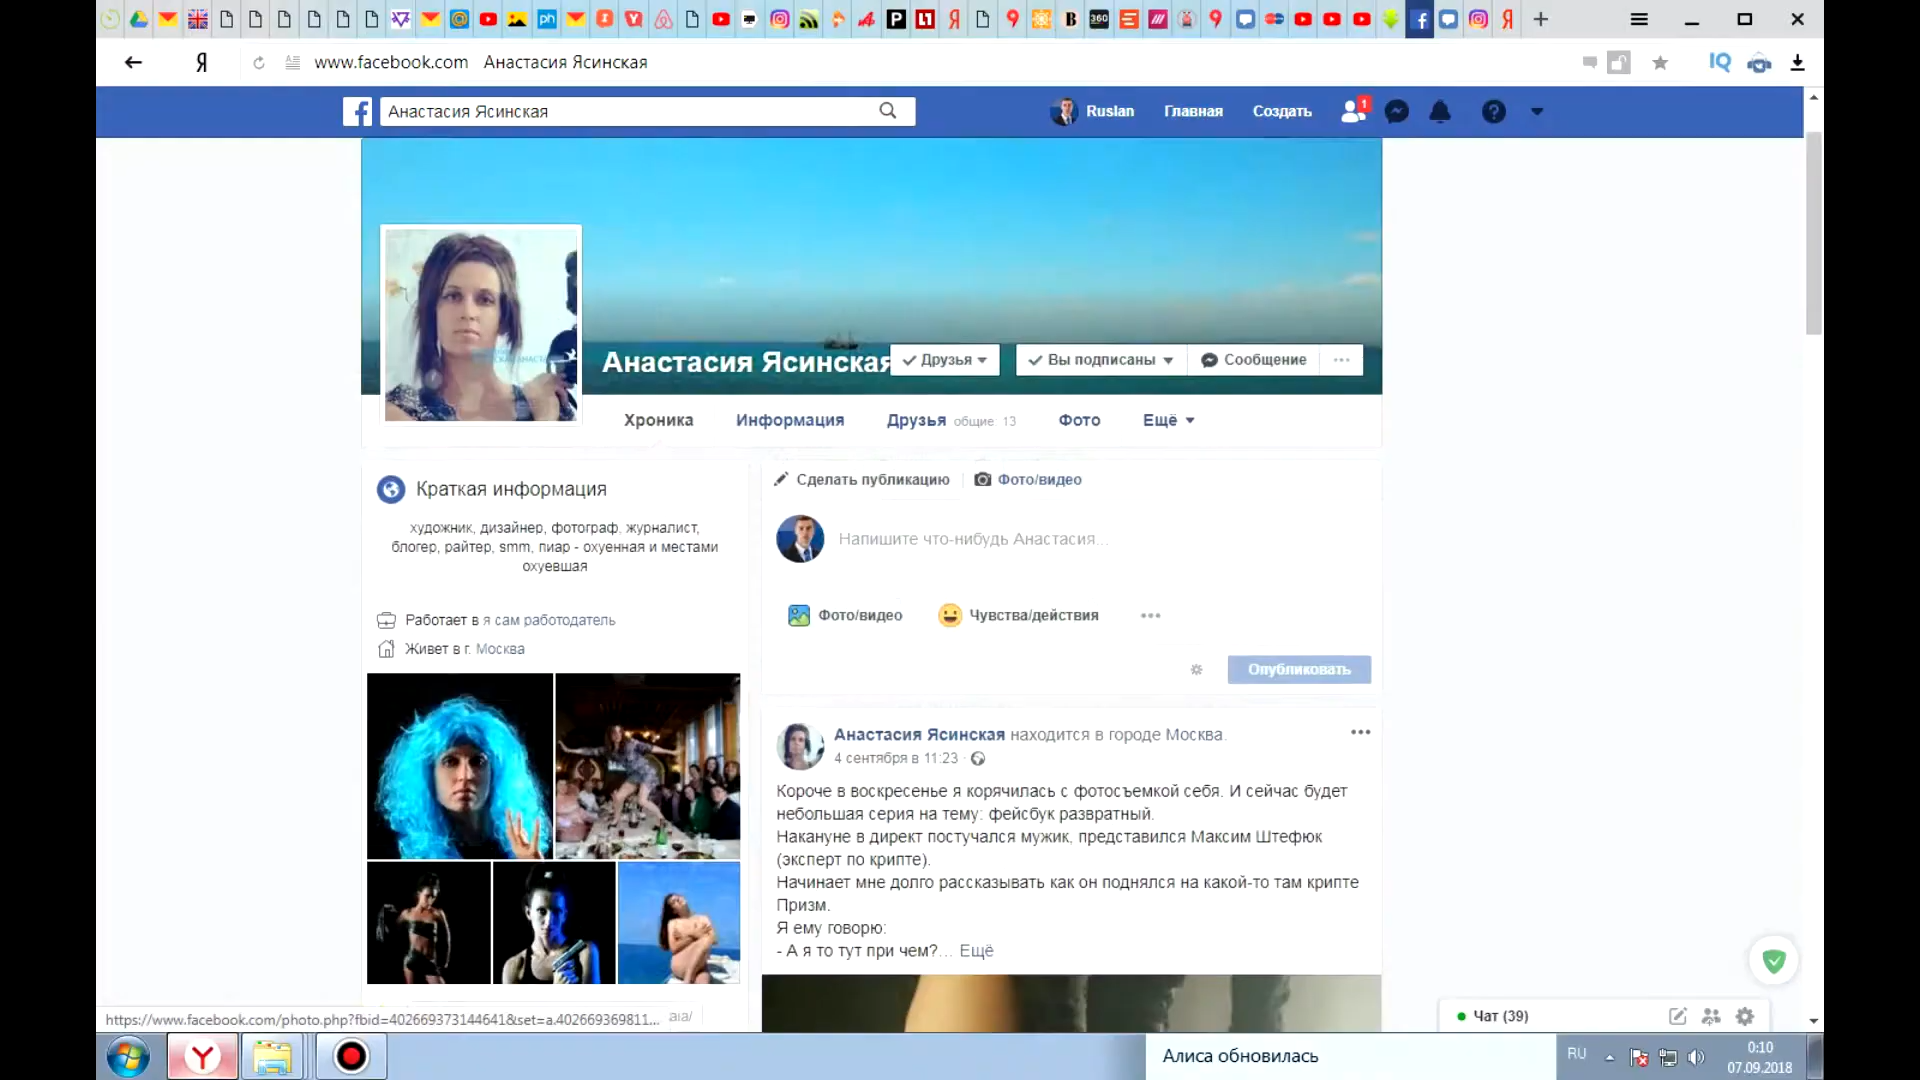 www.facebook.com Анастасия Ясинская
IQ
Анастасия Ясинская
Ruslan Главная Создать 1
Анастасия Ясинская
Друзья Вы подписаны Сообщение
Хроника Информация Друзья общие 13 Фото Ещё
Краткая информация
художник, дизайнер, фотограф, журналист,
блогер, райтер, smm, пиар - охуенная и местами
охуевшая
Работает в я сам работодатель
Живет в г. Москва
Сделать публикацию Фото/видео
Напишите что-нибудь Анастасия...
Фото/видео Чувства/действия
Опубликовать
Анастасия Ясинская находится в городе Москва.
4 сентября в 11:23
Короче в воскресенье я корячилась с фотосъемкой себя. И сейчас будет
небольшая серия на тему: фейсбук развратный.
Накануне в директ постучался мужик, представился Максим Штефюк
(эксперт по крипте).
Начинает мне долго рассказывать как он поднялся на какой-то там крипте
Призм.
Я ему говорю:
- А я то тут при чем?... Ещё
https://www.facebook.com/photo.php?fbid=402669373144641&set=a.402669369811...
Чат (39)
Алиса обновилась
RU
0:10
07.09.2018